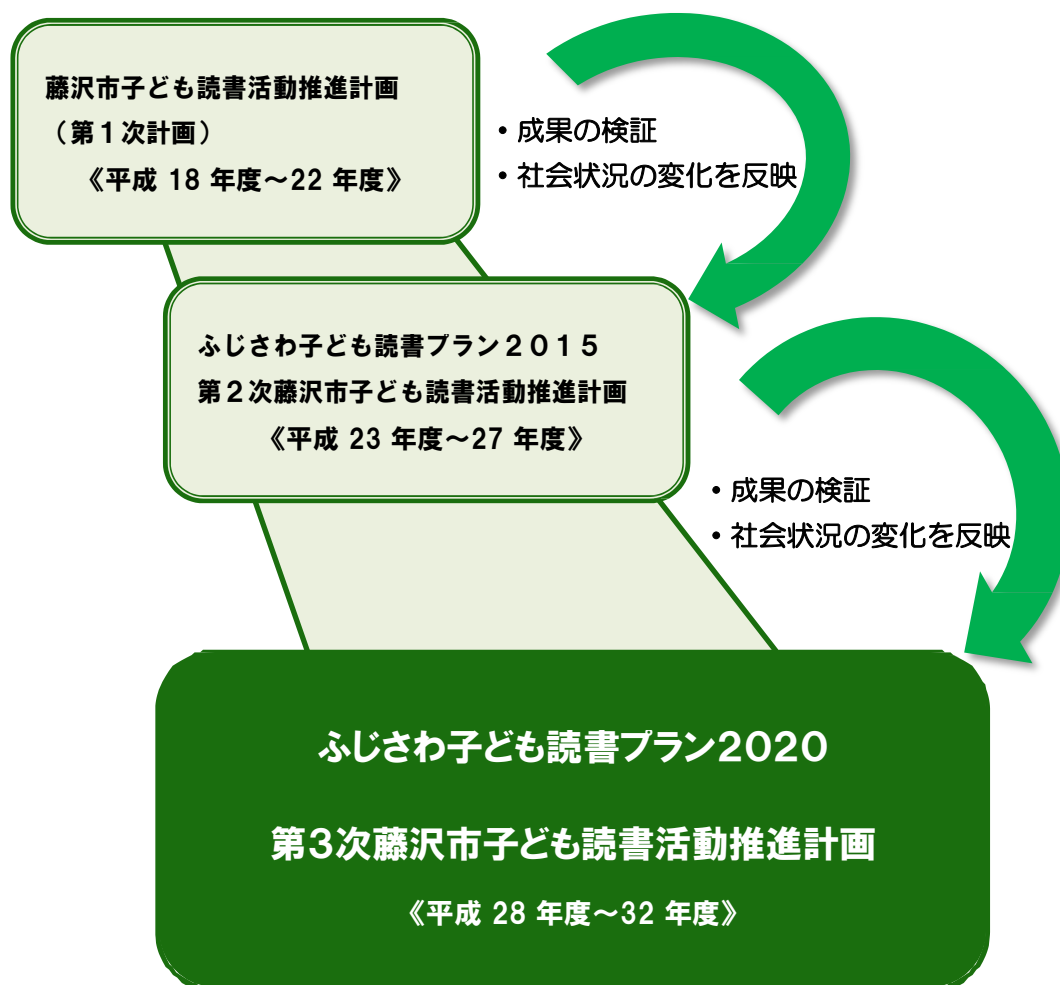 藤沢市子ども読書活動推進計画
（第１次計画）
《平成 18 年度～22 年度》
・成果の検証
・社会状況の変化を反映
ふじさわ子ども読書プラン２０１５
第２次藤沢市子ども読書活動推進計画
《平成 23 年度～27 年度》
・成果の検証
・社会状況の変化を反映
ふじさわ子ども読書プラン2020
第3次藤沢市子ども読書活動推進計画
《平成 28 年度～32 年度》